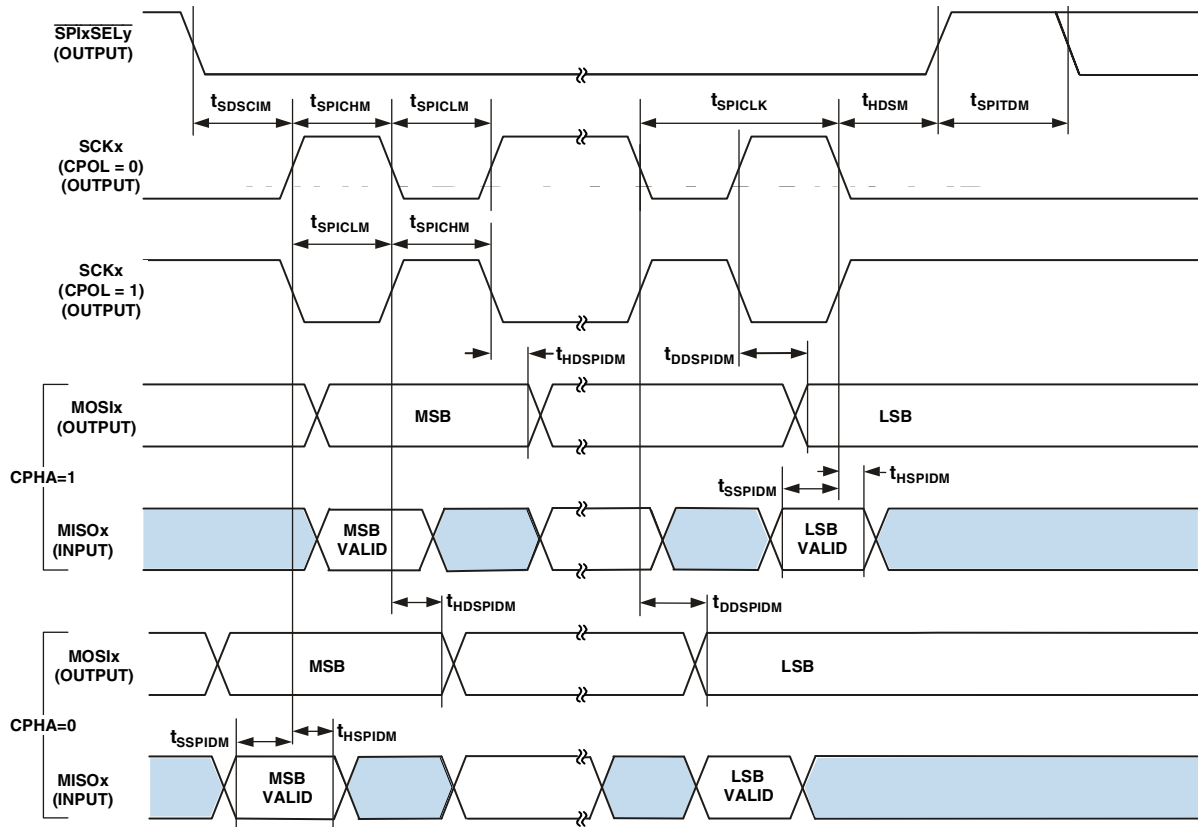 SPIxSELy
(OUTPUT)
tSDSCIM
tSPICHM
tSPICLM
tSPICLK
tHDSM
tSPITDM
SCKx
(CPOL = 0)
(OUTPUT)
tSPICLM
tSPICHM
SCKx
(CPOL = 1)
(OUTPUT)
tHDSPIDM
tDDSPIDM
CPHA=1
MOSIx
(OUTPUT)
MSB
LSB
tSSPIDM
tHSPIDM
MISOx
(INPUT)
MSB
VALID
LSB
VALID
tHDSPIDM
tDDSPIDM
CPHA=0
MOSIx
(OUTPUT)
MSB
LSB
tSSPIDM
tHSPIDM
MISOx
(INPUT)
MSB
VALID
LSB
VALID